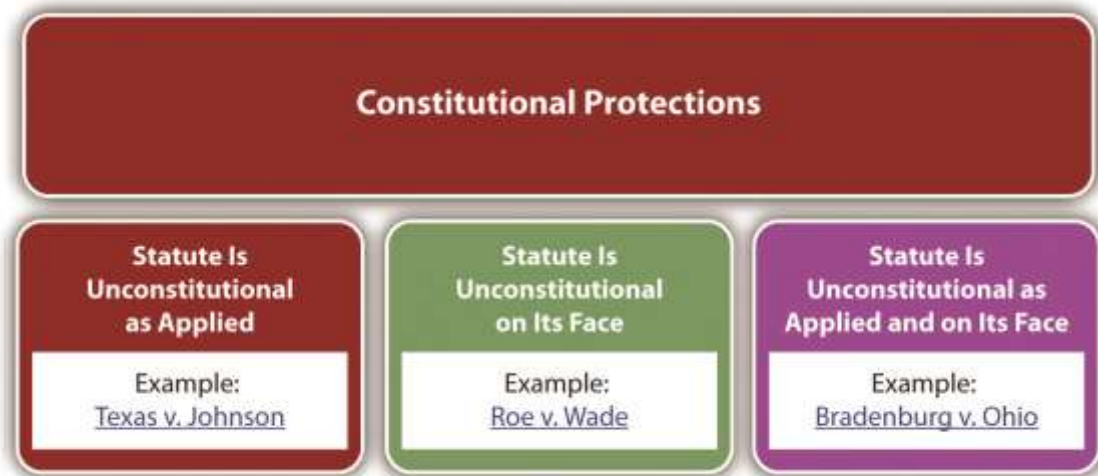 Constitutional Protections
Statute Is
Unconstitutional
as Applied
Example:
Texas v. Johnson
Statute Is
Unconstitutional
on Its Face
Example:
Roe v. Wade
Statute Is
Unconstitutional as
Applied and on Its Face
Example:
Bradenburg v. Ohio